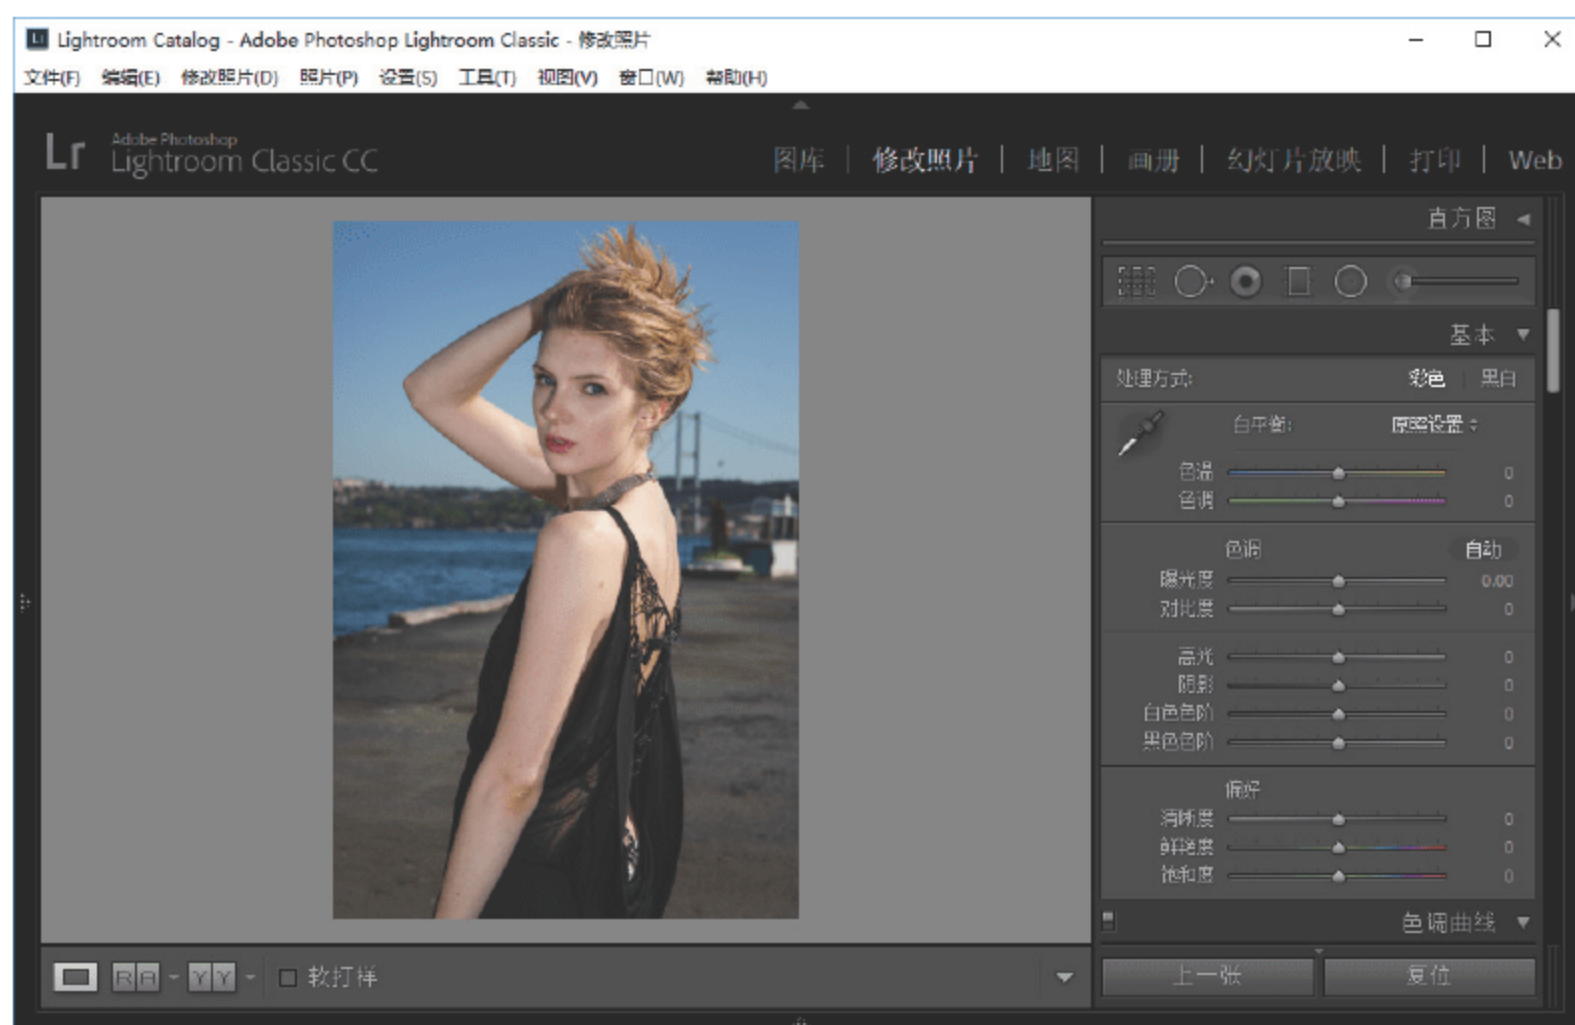 Lightroom Catalog - Adobe Photoshop Lightroom Classic - 修改照片
文件(F) 编辑(E) 修改照片(D) 照片(P) 设置(S) 工具(T) 视图(V) 窗口(W) 帮助(H)
Lr Adobe Photoshop
Lightroom Classic CC
图库 | 修改照片 | 地图 | 画册 | 幻灯片放映 | 打印 | Web
直方图
基本
处理方式: 彩色 黑白
白平衡: 原照设置
色温 0
色调 0
色调 自动
曝光度 0.00
对比度 0
高光 0
阴影 0
白色色阶 0
黑色色阶 0
偏好
清晰度 0
鲜艳度 0
饱和度 0
色调曲线
RA YY 软打样
上一张 复位